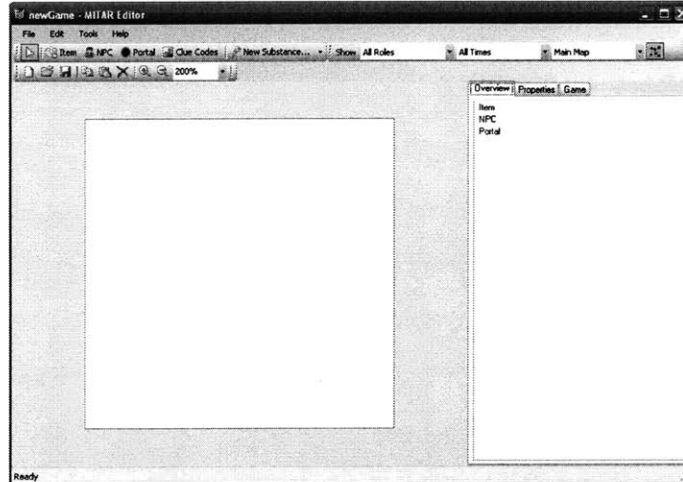 newGame - MITAR Editor
File Edit Tools Help
Item NPC Portal Clue Codes New Substance... Show All Roles All Times Main Map
200%
Overview Properties Game
Item
NPC
Portal
Ready